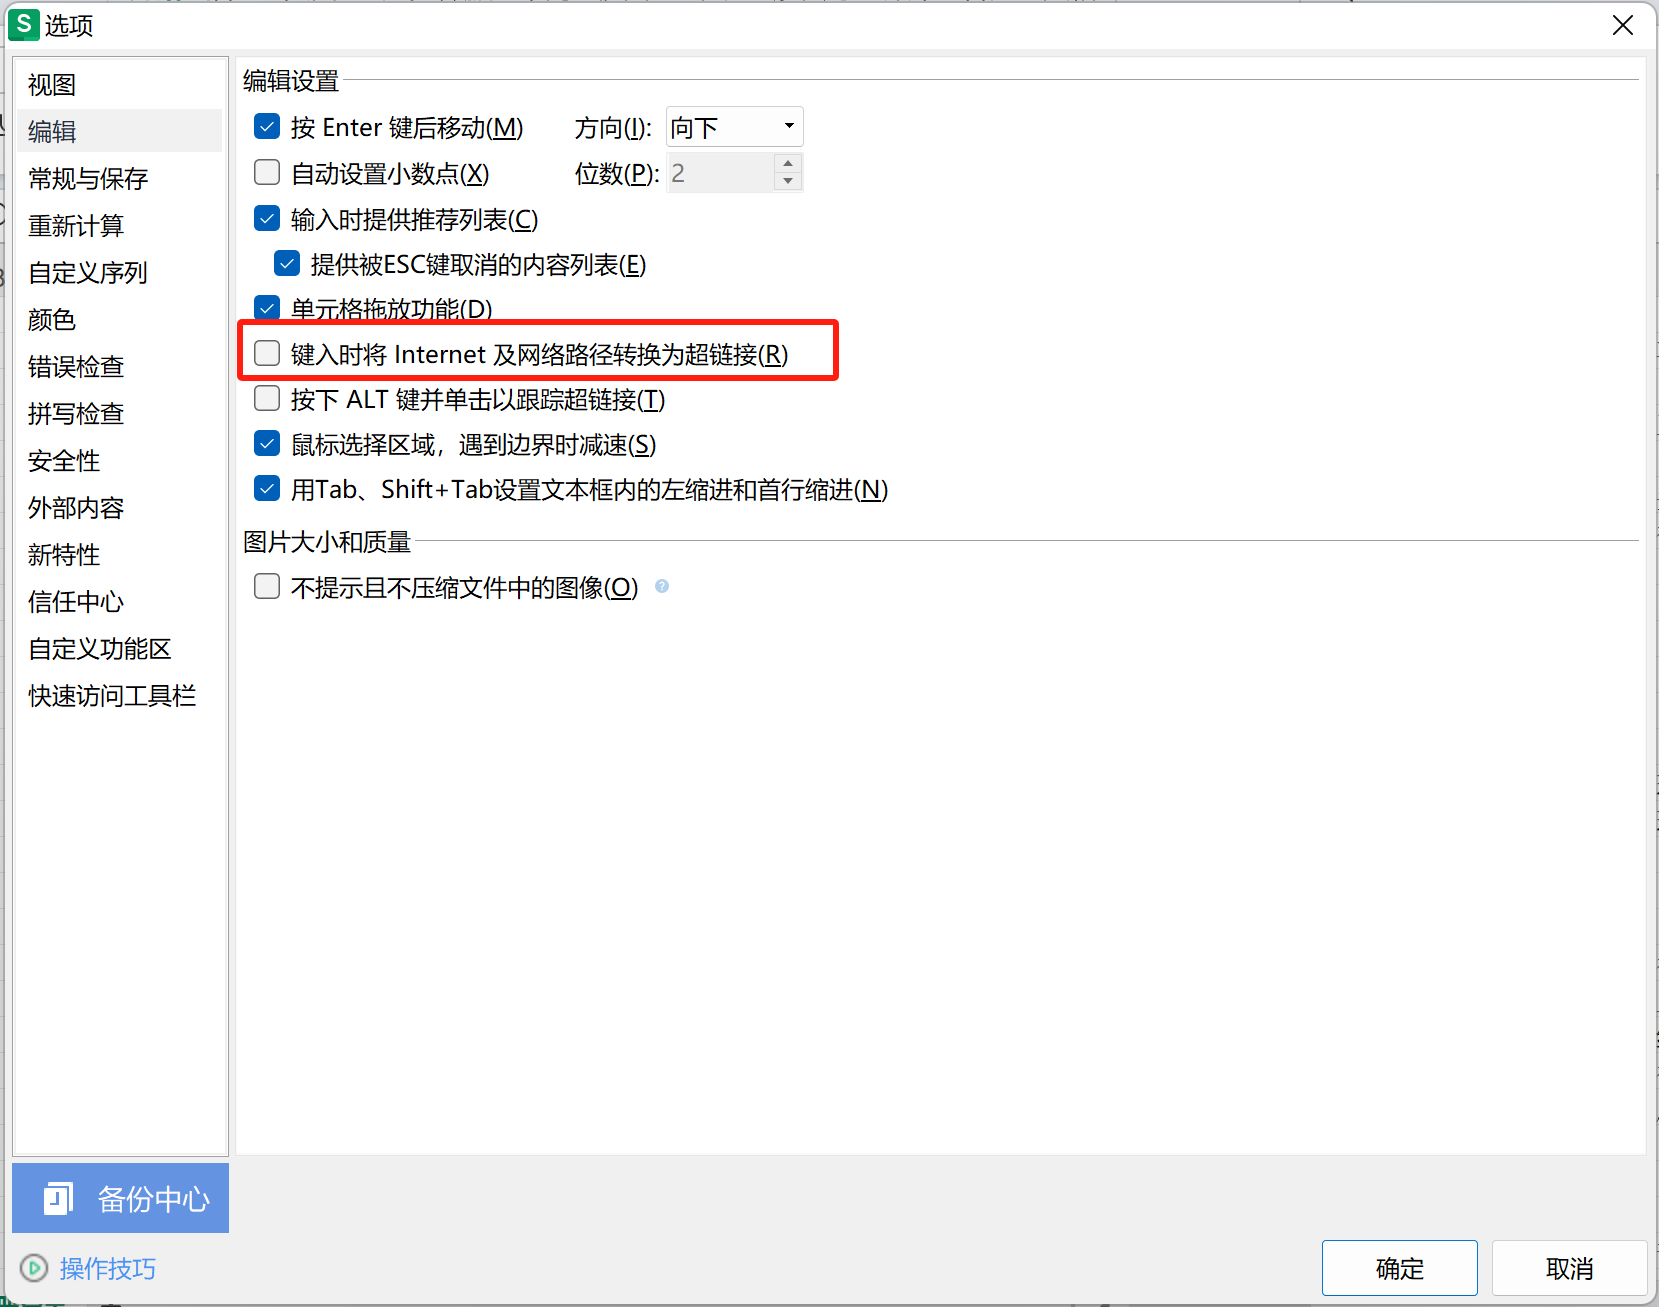 S 选项
视图
编辑
常规与保存
重新计算
自定义序列
颜色
错误检查
拼写检查
安全性
外部内容
新特性
信任中心
自定义功能区
快速访问工具栏
备份中心
操作技巧
编辑设置
按 Enter 键后移动(M) 方向(I): 向下
自动设置小数点(X) 位数(P): 2
输入时提供推荐列表(C)
提供被ESC键取消的内容列表(E)
单元格拖放功能(D)
键入时将 Internet 及网络路径转换为超链接(R)
按下 ALT 键并单击以跟踪超链接(T)
鼠标选择区域，遇到边界时减速(S)
用Tab、Shift+Tab设置文本框内的左缩进和首行缩进(N)
图片大小和质量
不提示且不压缩文件中的图像(O) ?
确定 取消